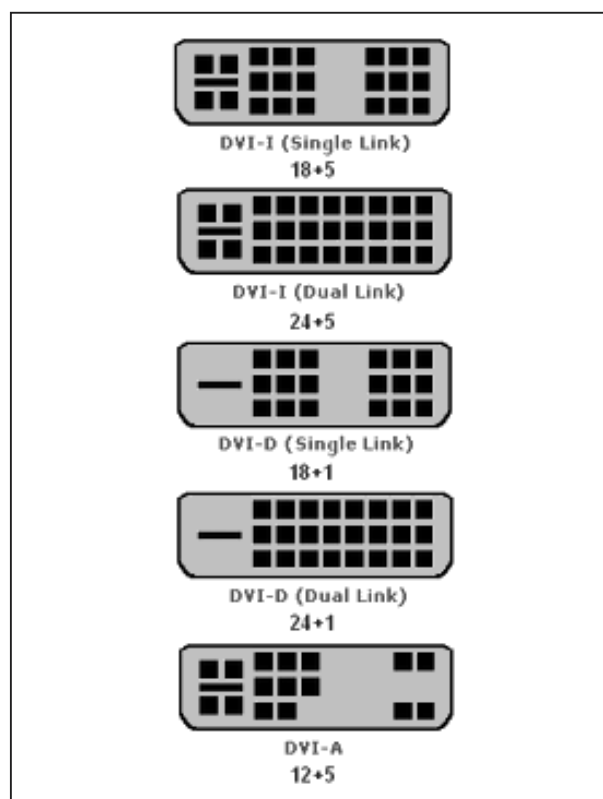 DVI-I (Single Link)
18+5
DVI-I (Dual Link)
24+5
DVI-D (Single Link)
18+1
DVI-D (Dual Link)
24+1
DVI-A
12+5